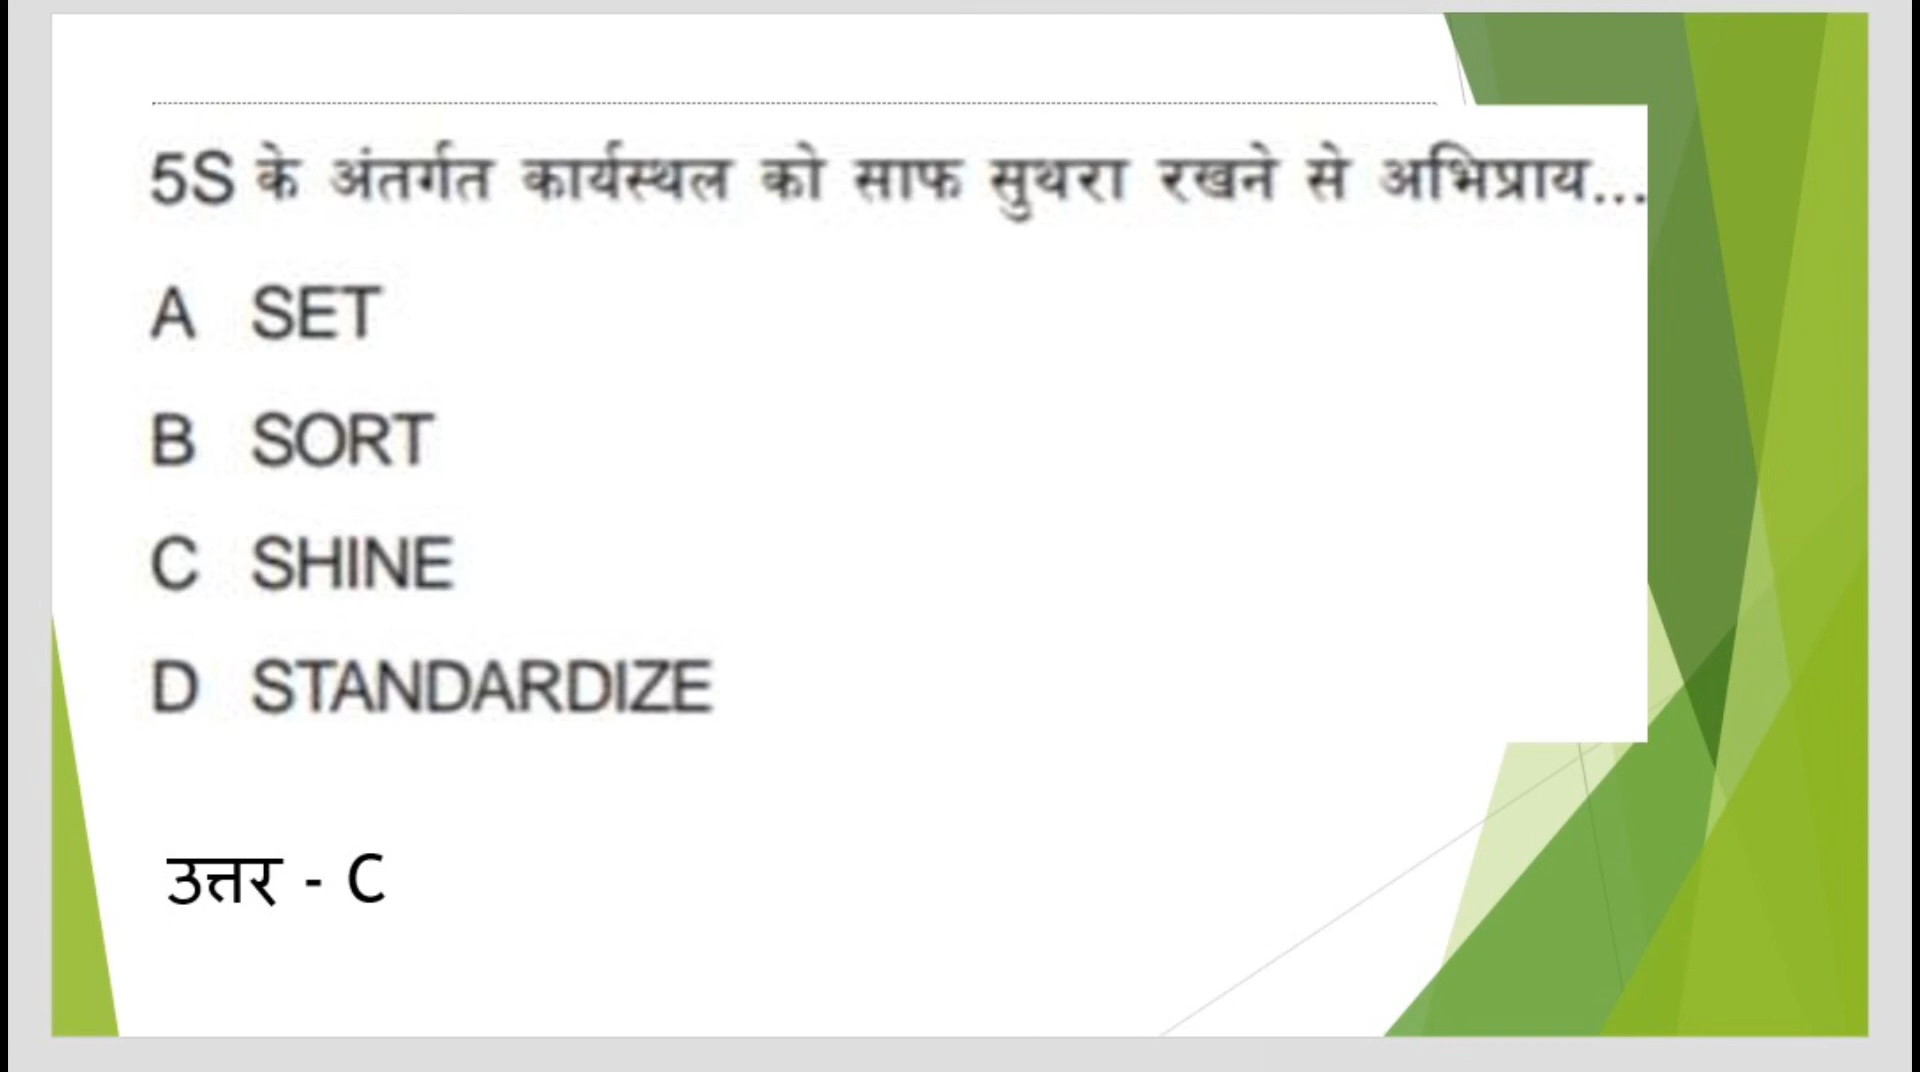 5S के अंतर्गत कार्यस्थल को साफ सुथरा रखने से अभिप्राय...
A SET
B SORT
C SHINE
D STANDARDIZE
उत्तर - C